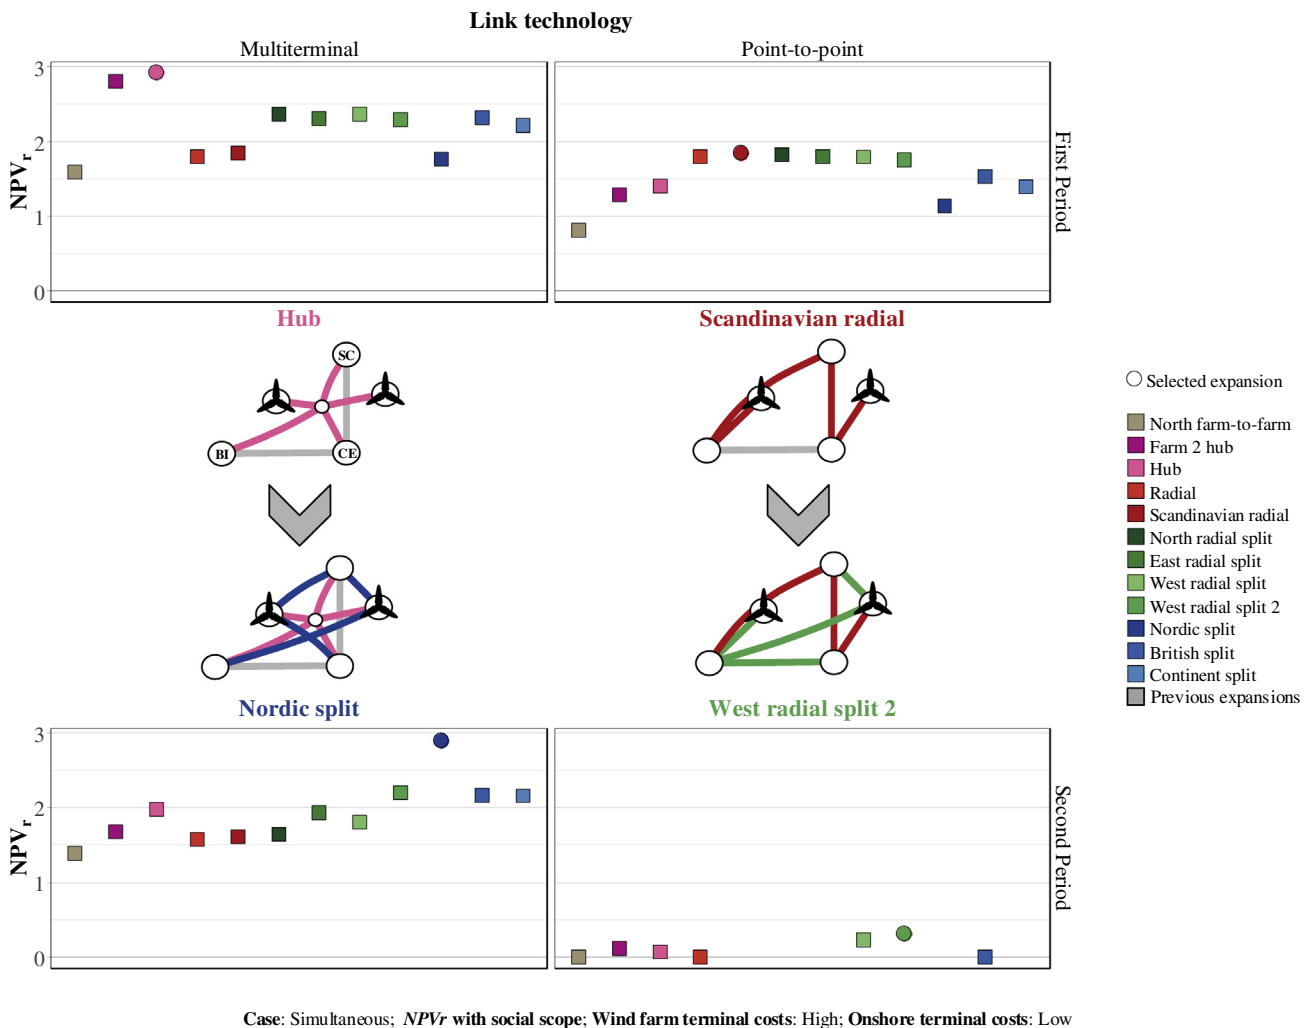 Link technology
Multiterminal
Point-to-point
3
2
1
0
NPVr
First Period
Hub
Scandinavian radial
SC
BI
CE
Selected expansion
North farm-to-farm
Farm 2 hub
Hub
Radial
Scandinavian radial
North radial split
East radial split
West radial split
West radial split 2
Nordic split
British split
Continent split
Previous expansions
Nordic split
West radial split 2
3
2
1
0
NPVr
Second Period
Case: Simultaneous; NPVr with social scope; Wind farm terminal costs: High; Onshore terminal costs: Low